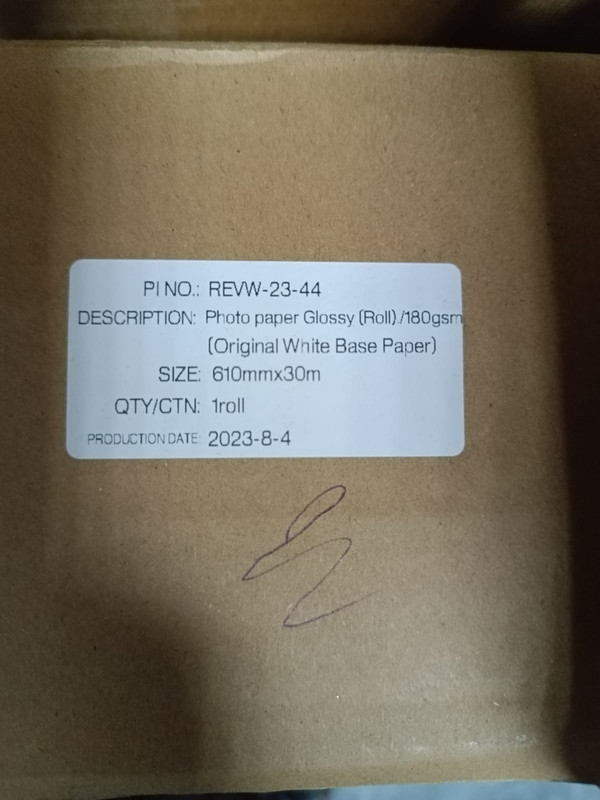 PI NO.: REVW-23-44
DESCRIPTION: Photo paper Glossy (Roll)./180gsm
(Original White Base Paper)
SIZE: 610mmx30m
QTY/CTN: 1roll
PRODUCTION DATE: 2023-8-4